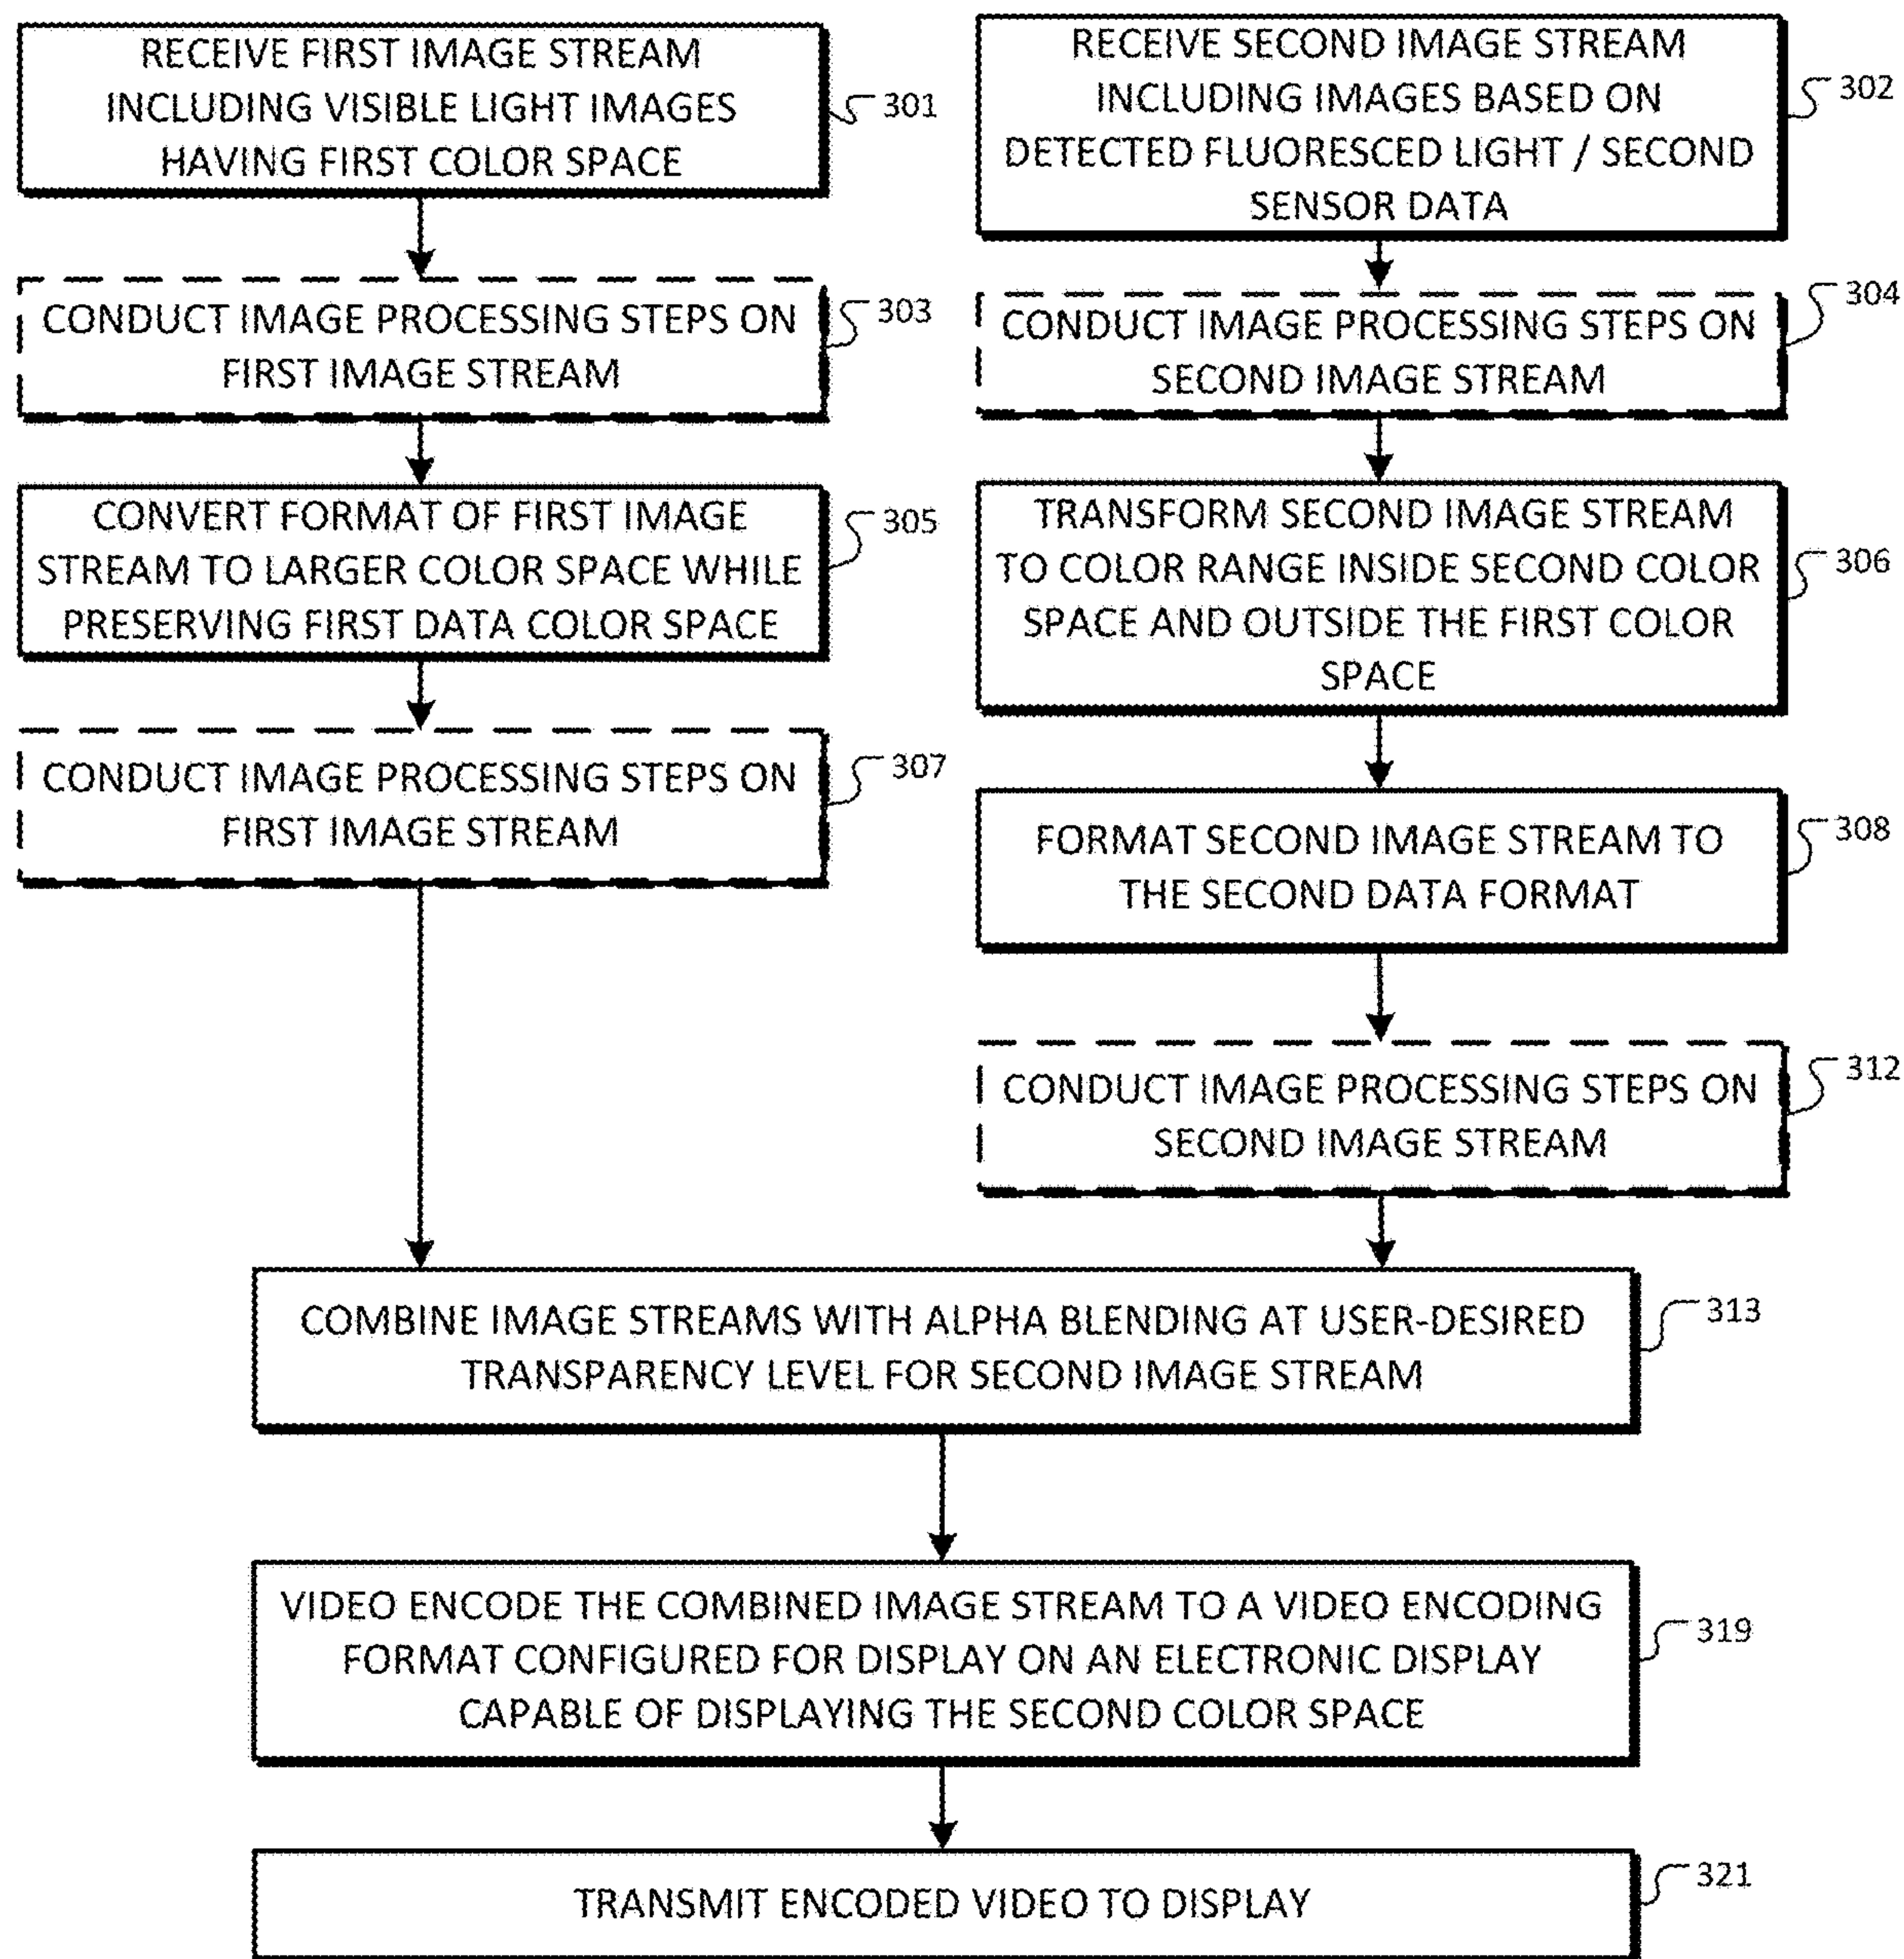 RECEIVE FIRST IMAGE STREAM
INCLUDING VISIBLE LIGHT IMAGES
HAVING FIRST COLOR SPACE
301
RECEIVE SECOND IMAGE STREAM
INCLUDING IMAGES BASED ON
DETECTED FLUORESCED LIGHT / SECOND
SENSOR DATA
302
CONDUCT IMAGE PROCESSING STEPS ON
FIRST IMAGE STREAM
303
CONDUCT IMAGE PROCESSING STEPS ON
SECOND IMAGE STREAM
304
CONVERT FORMAT OF FIRST IMAGE
STREAM TO LARGER COLOR SPACE WHILE
PRESERVING FIRST DATA COLOR SPACE
305
TRANSFORM SECOND IMAGE STREAM
TO COLOR RANGE INSIDE SECOND COLOR
SPACE AND OUTSIDE THE FIRST COLOR
SPACE
306
CONDUCT IMAGE PROCESSING STEPS ON
FIRST IMAGE STREAM
307
FORMAT SECOND IMAGE STREAM TO
THE SECOND DATA FORMAT
308
CONDUCT IMAGE PROCESSING STEPS ON
SECOND IMAGE STREAM
312
COMBINE IMAGE STREAMS WITH ALPHA BLENDING AT USER-DESIRED
TRANSPARENCY LEVEL FOR SECOND IMAGE STREAM
313
VIDEO ENCODE THE COMBINED IMAGE STREAM TO A VIDEO ENCODING
FORMAT CONFIGURED FOR DISPLAY ON AN ELECTRONIC DISPLAY
CAPABLE OF DISPLAYING THE SECOND COLOR SPACE
319
TRANSMIT ENCODED VIDEO TO DISPLAY
321